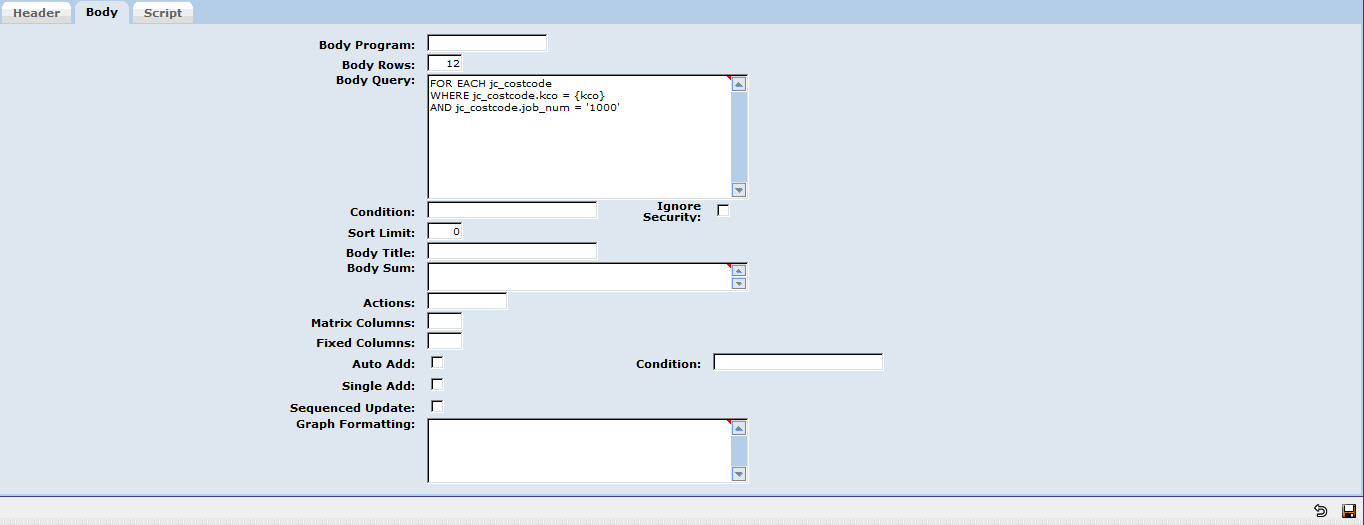 Header Body Script
Body Program:
Body Rows: 12
Body Query:
FOR EACH jc_costcode
WHERE jc_costcode.kco = {kco}
AND jc_costcode.job_num = '1000'
Condition:
Ignore
Security:
Sort Limit: 0
Body Title:
Body Sum:
Actions:
Matrix Columns:
Fixed Columns:
Auto Add: Condition:
Single Add:
Sequenced Update:
Graph Formatting: